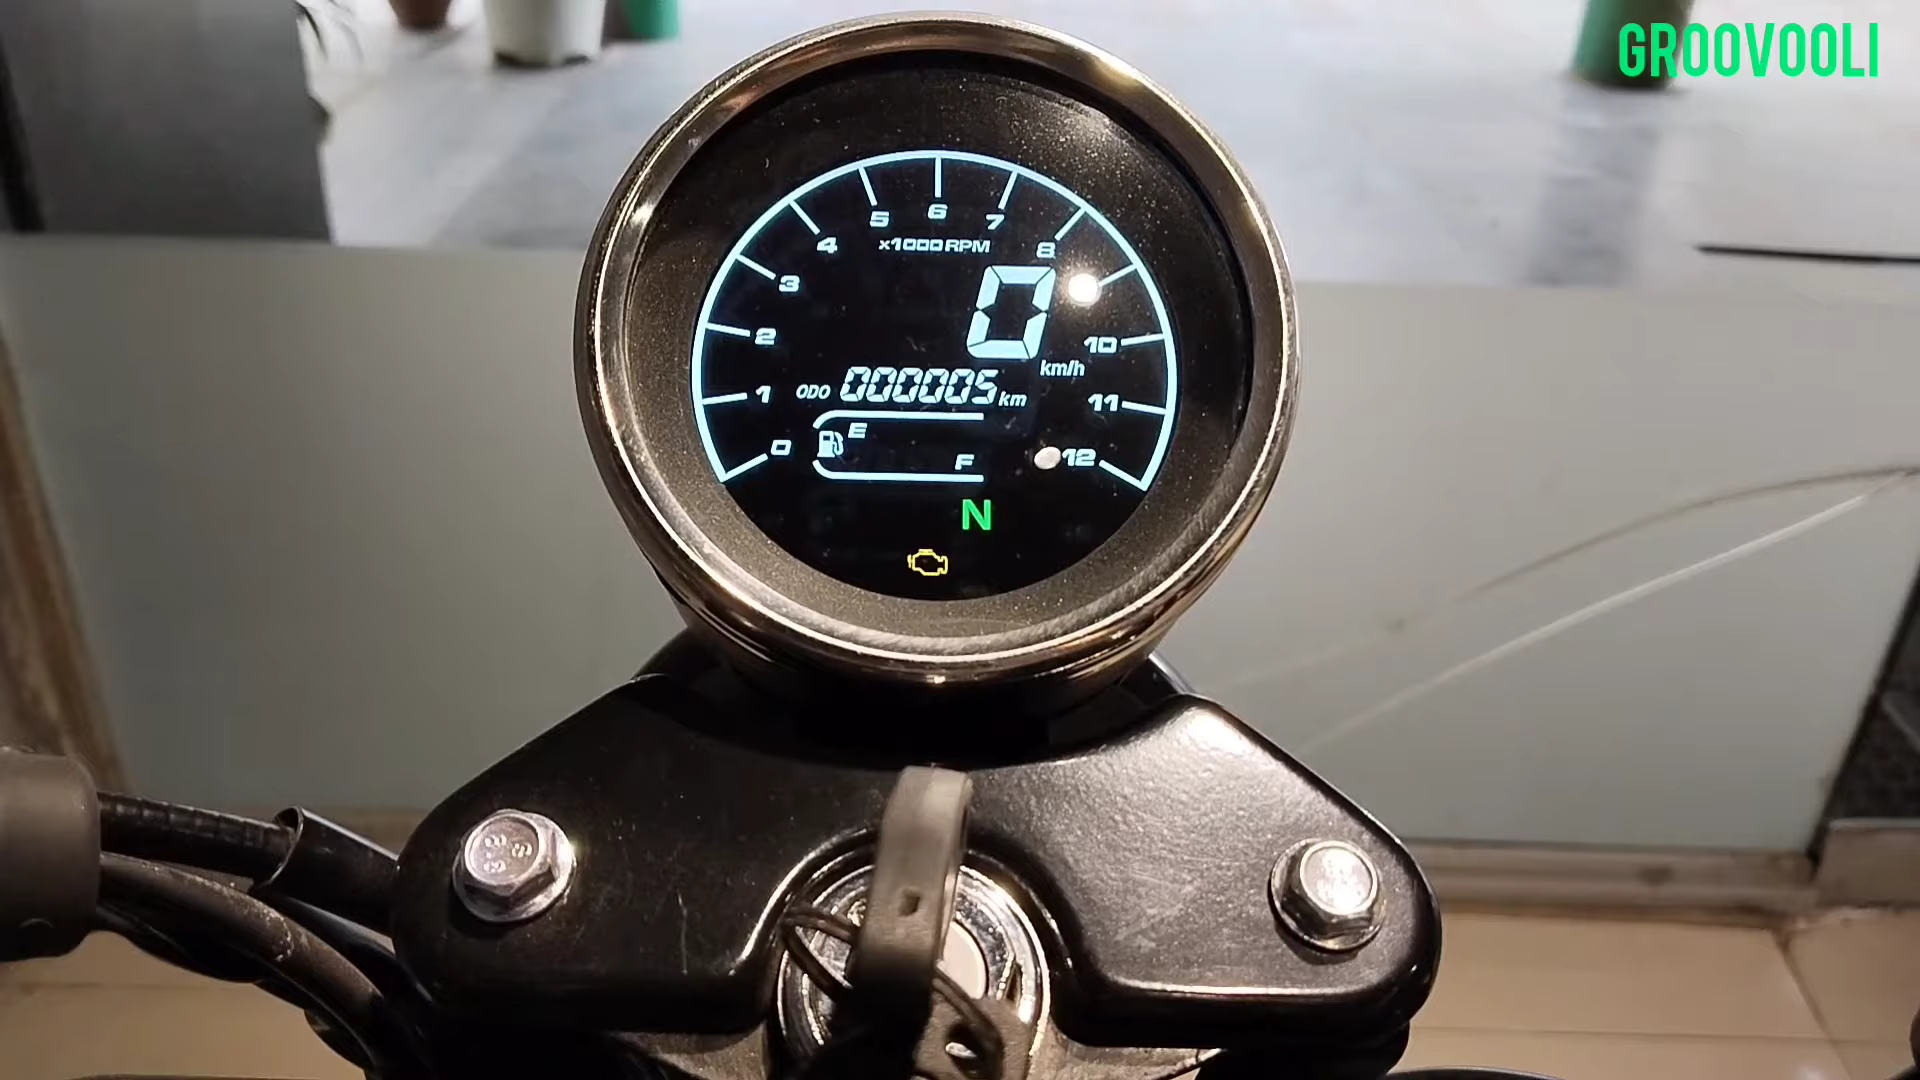 GROOVOOLI
5 6 7
4 x1000 RPM 8
3
0
2 10
km/h
1 ODO 000005 km 11
E
0 F 12
N